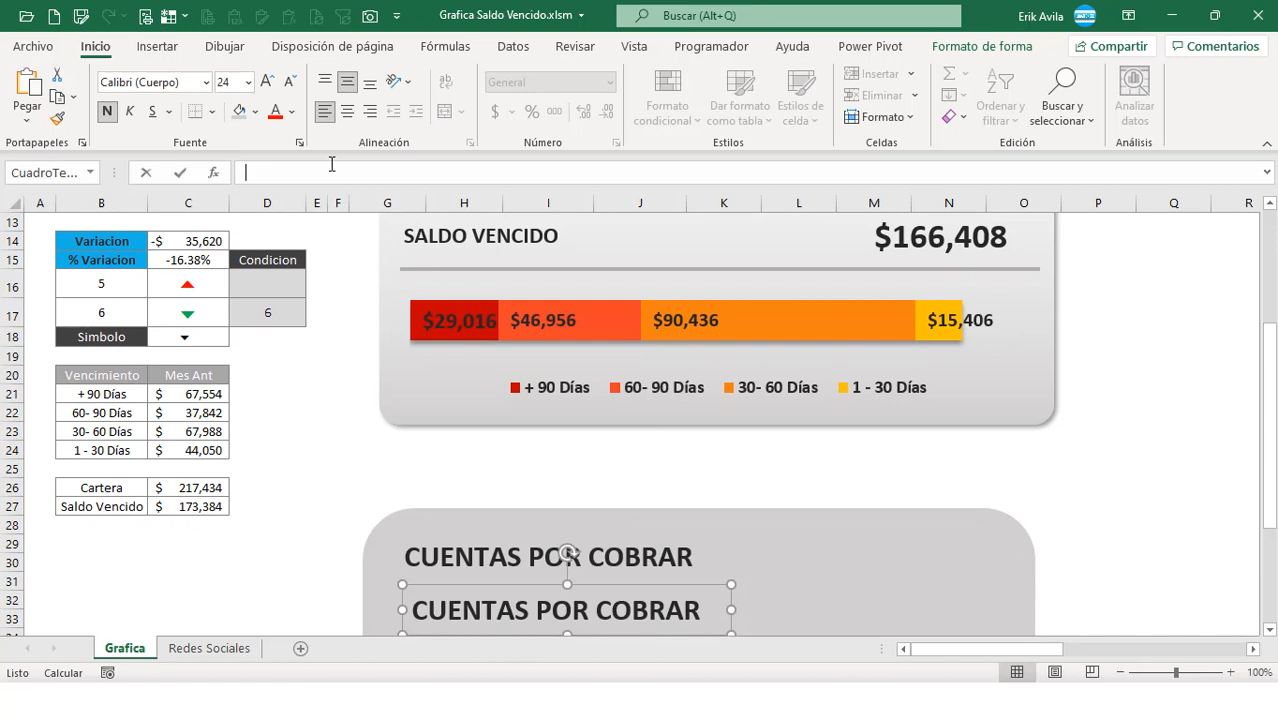 Grafica Saldo Vencido.xlsm
Buscar (Alt+Q)
Erik Avila
Archivo Inicio Insertar Dibujar Disposición de página Fórmulas Datos Revisar Vista Programador Ayuda Power Pivot Formato de forma Compartir Comentarios
Calibri (Cuerpo) 24 General Insertar
Pegar N K S $ % 000 Formato condicional Dar formato como tabla Estilos de celda Eliminar Formato Ordenar y filtrar Buscar y seleccionar Analizar datos
Portapapeles Fuente Alineación Número Estilos Celdas Edición Análisis
CuadroTe... fx
A B C D E F G H I J K L M N O P Q R
13
14 Variacion -$ 35,620 SALDO VENCIDO $166,408
15 % Variacion -16.38% Condicion
16 5 ▲
17 6 ▼ 6 $29,016 $46,956 $90,436 $15,406
18 Simbolo ▼
19
20 Vencimiento Mes Ant
21 + 90 Días $ 67,554 + 90 Días 60- 90 Días 30- 60 Días 1 - 30 Días
22 60- 90 Días $ 37,842
23 30- 60 Días $ 67,988
24 1 - 30 Días $ 44,050
25
26 Cartera $ 217,434
27 Saldo Vencido $ 173,384
28
29
30 CUENTAS POR COBRAR
31
32
33 CUENTAS POR COBRAR
Grafica Redes Sociales
Listo Calcular 100%